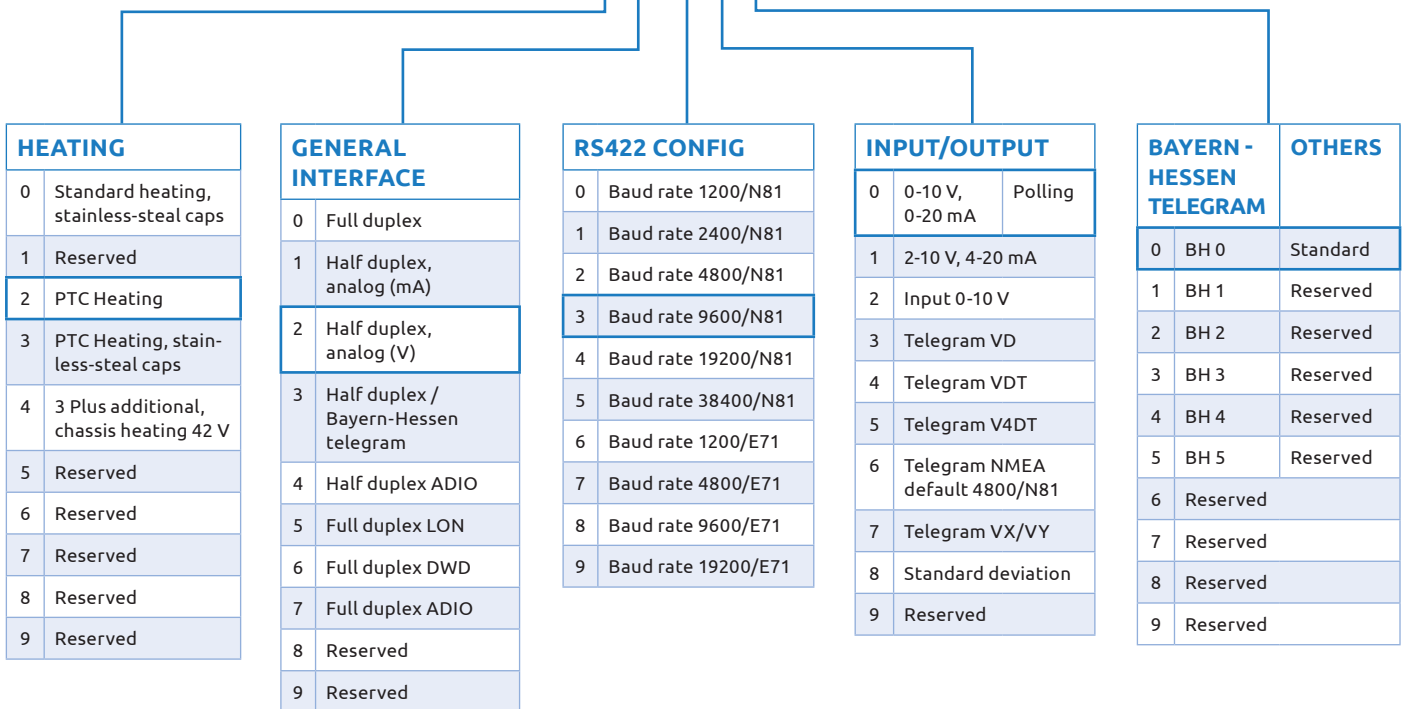 HEATING
0 Standard heating,
stainless-steal caps
1 Reserved
2 PTC Heating
3 PTC Heating, stain-
less-steal caps
4 3 Plus additional,
chassis heating 42 V
5 Reserved
6 Reserved
7 Reserved
8 Reserved
9 Reserved
GENERAL
INTERFACE
0 Full duplex
1 Half duplex,
analog (mA)
2 Half duplex,
analog (V)
3 Half duplex /
Bayern-Hessen
telegram
4 Half duplex ADIO
5 Full duplex LON
6 Full duplex DWD
7 Full duplex ADIO
8 Reserved
9 Reserved
RS422 CONFIG
0 Baud rate 1200/N81
1 Baud rate 2400/N81
2 Baud rate 4800/N81
3 Baud rate 9600/N81
4 Baud rate 19200/N81
5 Baud rate 38400/N81
6 Baud rate 1200/E71
7 Baud rate 4800/E71
8 Baud rate 9600/E71
9 Baud rate 19200/E71
INPUT/OUTPUT
0 0-10 V, Polling
0-20 mA
1 2-10 V, 4-20 mA
2 Input 0-10 V
3 Telegram VD
4 Telegram VDT
5 Telegram V4DT
6 Telegram NMEA
default 4800/N81
7 Telegram VX/VY
8 Standard deviation
9 Reserved
BAYERN - OTHERS
HESSEN
TELEGRAM
0 BH 0 Standard
1 BH 1 Reserved
2 BH 2 Reserved
3 BH 3 Reserved
4 BH 4 Reserved
5 BH 5 Reserved
6 Reserved
7 Reserved
8 Reserved
9 Reserved